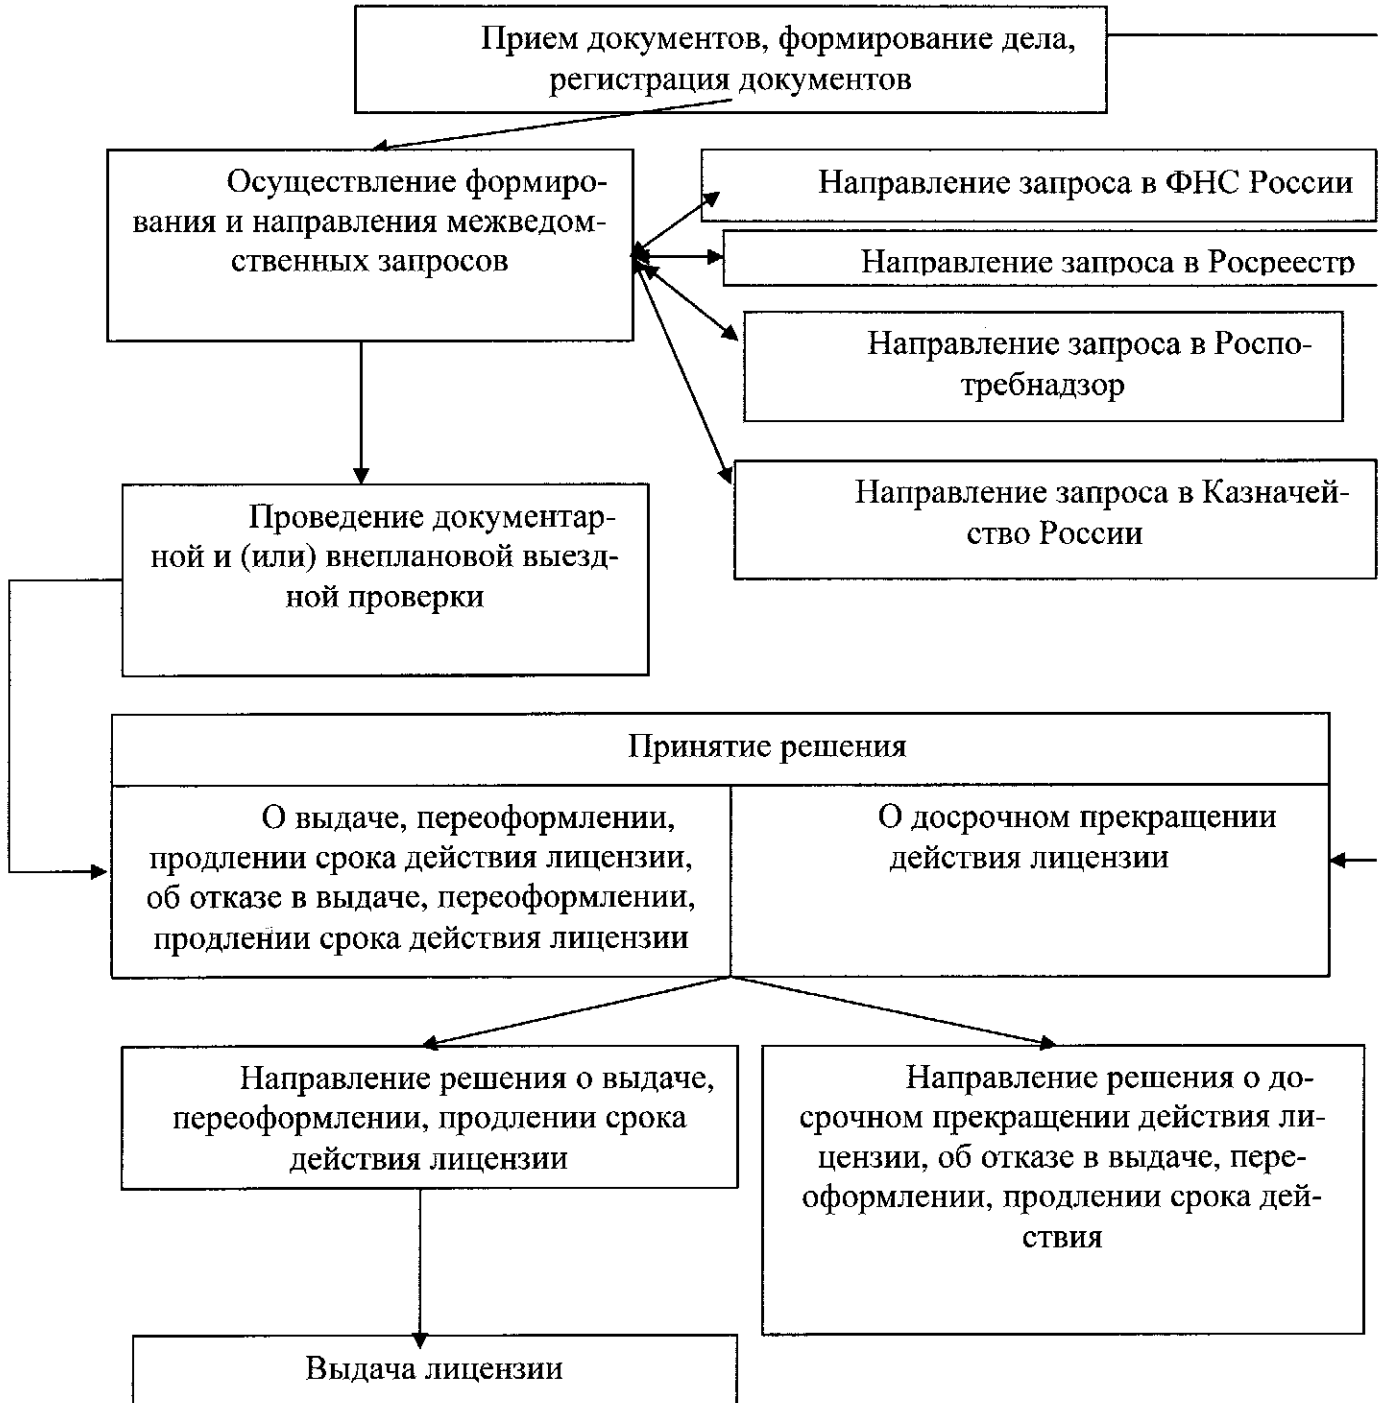 Прием документов, формирование дела,
регистрация документов
Осуществление формиро-
вания и направления межведом-
ственных запросов
Направление запроса в ФНС России
Направление запроса в Росреестр
Направление запроса в Роспо-
требнадзор
Направление запроса в Казначей-
ство России
Проведение документар-
ной и (или) внеплановой выезд-
ной проверки
Принятие решения
О выдаче, переоформлении,
продлении срока действия лицензии,
об отказе в выдаче, переоформлении,
продлении срока действия лицензии
О досрочном прекращении
действия лицензии
Направление решения о выдаче,
переоформлении, продлении срока
действия лицензии
Направление решения о до-
срочном прекращении действия ли-
цензии, об отказе в выдаче, пере-
оформлении, продлении срока дей-
ствия
Выдача лицензии